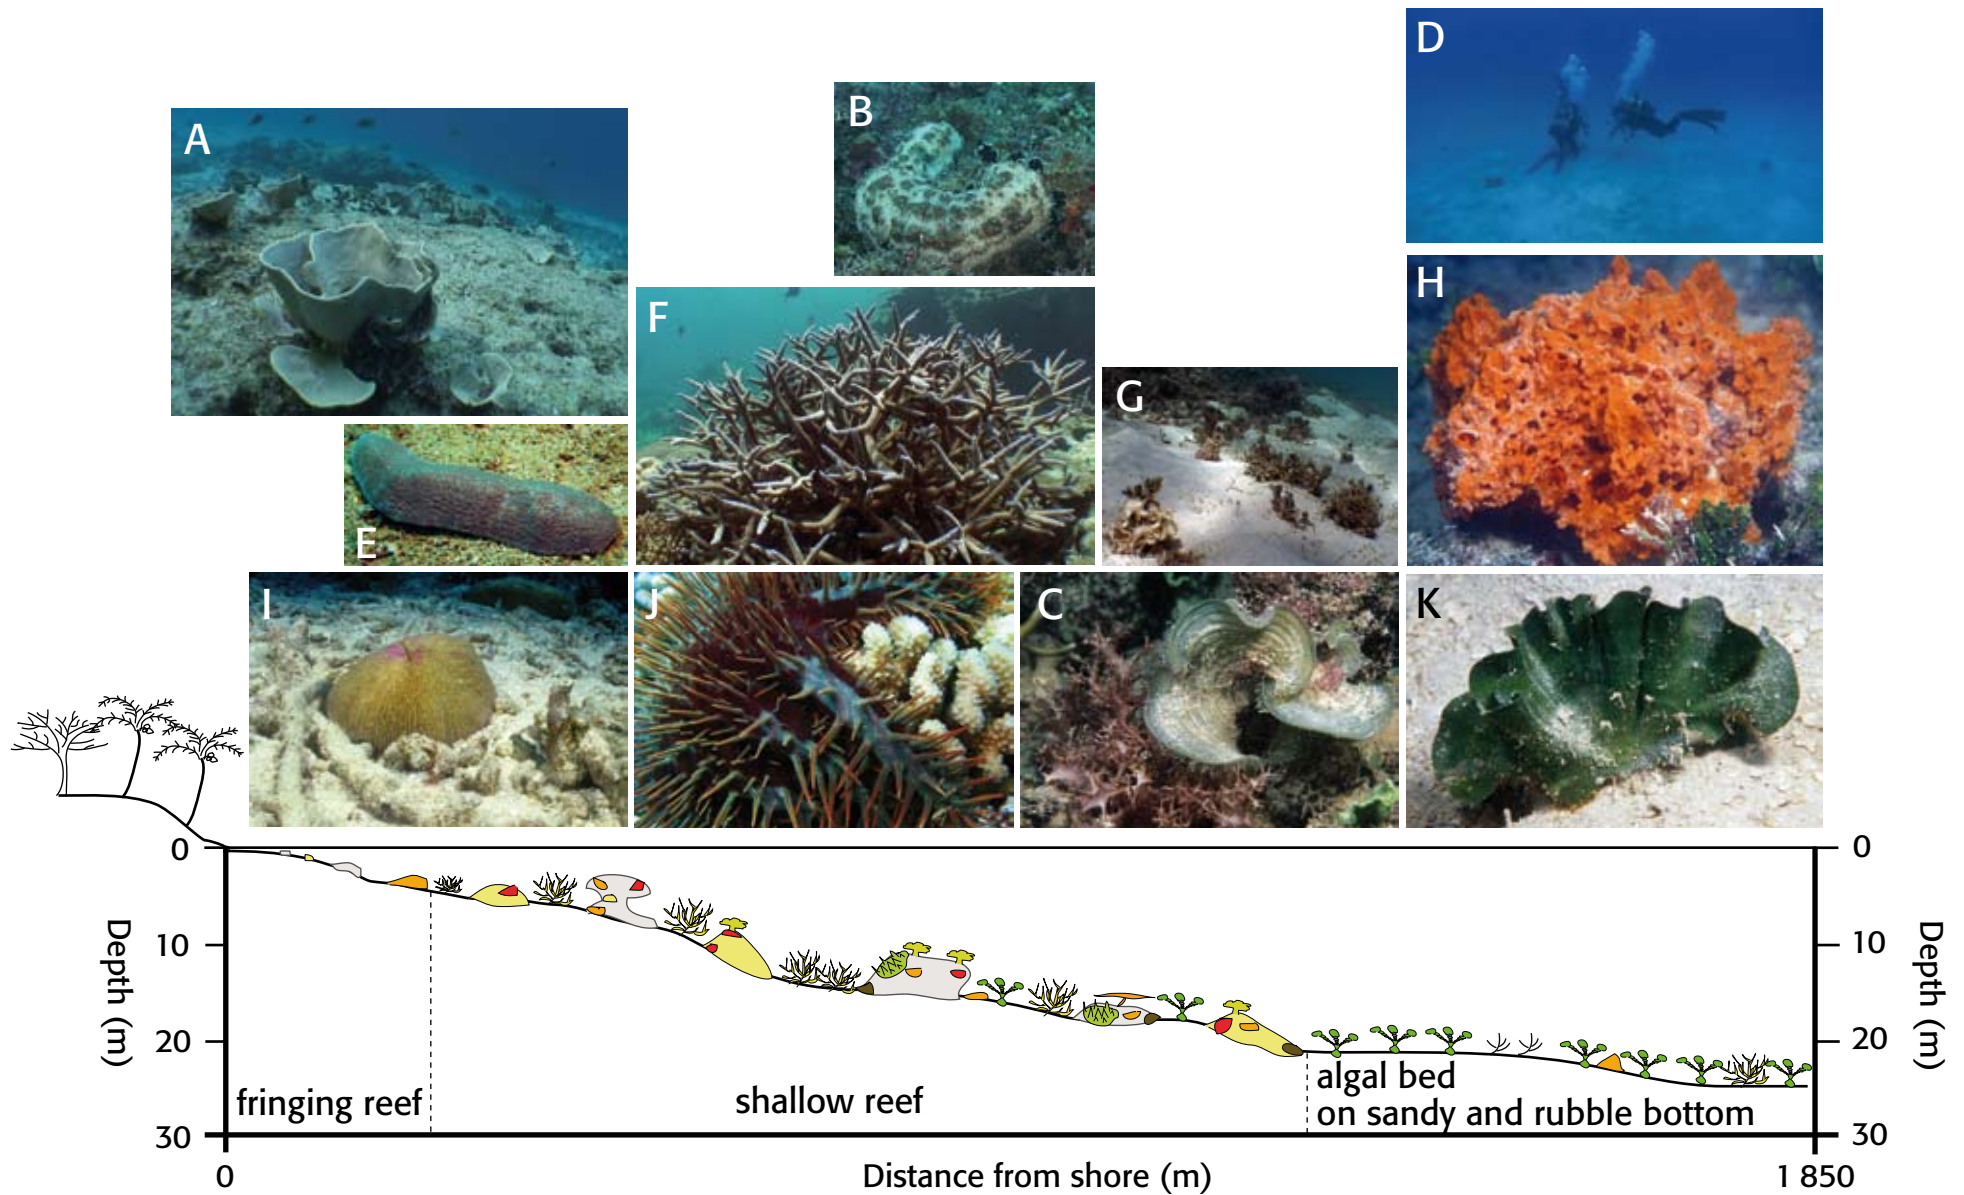 D
B
A
H
F
G
E
I
J
C
K
0
0
10
10
20
20
30
30
Depth (m)
Depth (m)
fringing reef
shallow reef
algal bed
on sandy and rubble bottom
0
Distance from shore (m)
1 850